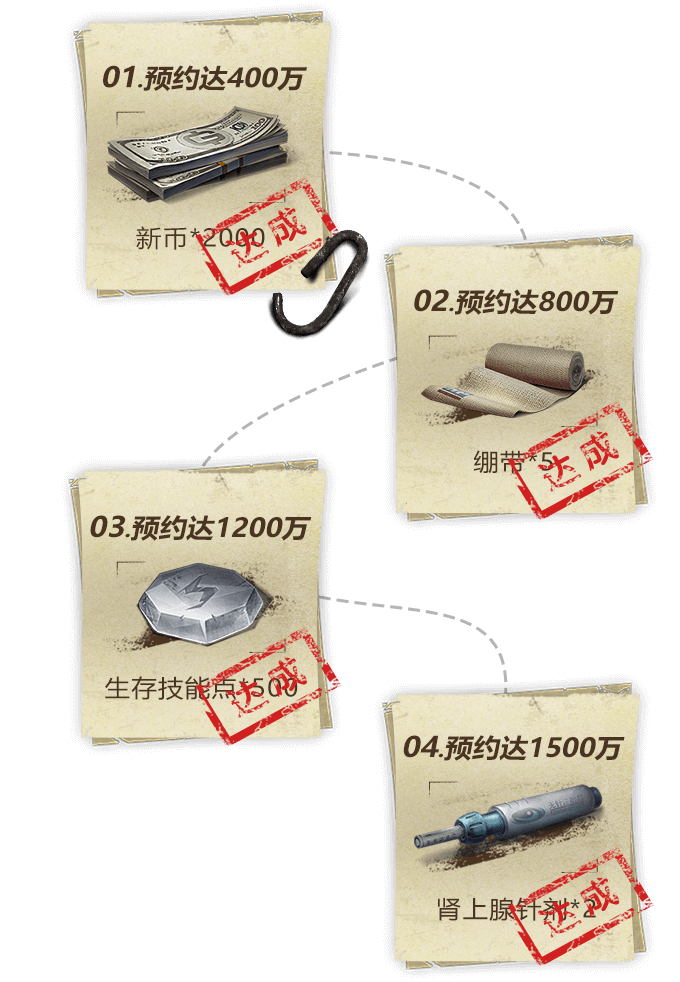 01.预约达400万
新币*2000
达成
02.预约达800万
绷带*5
达成
03.预约达1200万
生存技能点*500
达成
04.预约达1500万
肾上腺针剂*2
达成